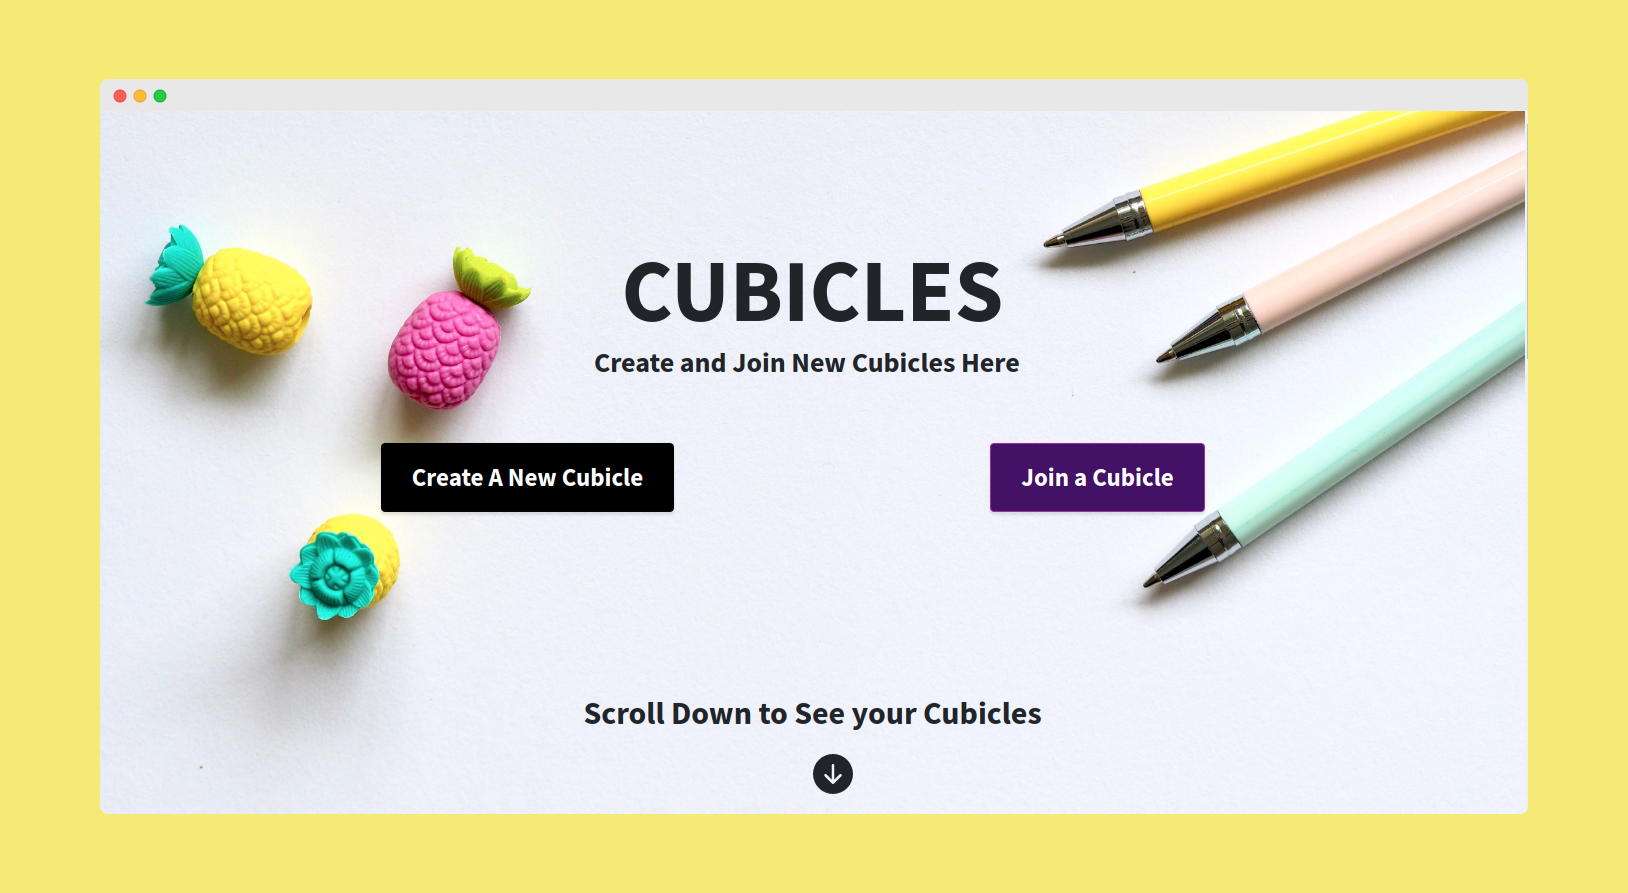 CUBICLES
Create and Join New Cubicles Here
Create A New Cubicle
Join a Cubicle
Scroll Down to See your Cubicles